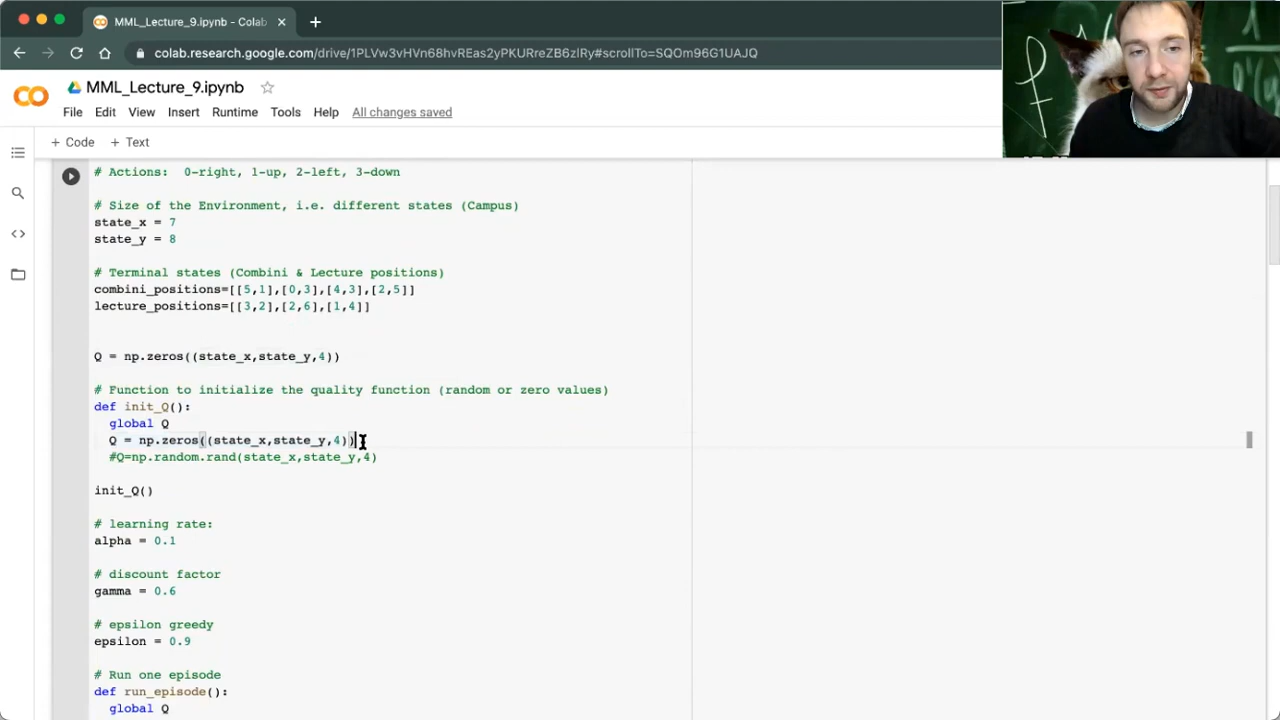 MML_Lecture_9.ipynb - Colab
colab.research.google.com/drive/1PLVw3vHVn68hvREas2yPKURreZB6zlRy#scrollTo=SQOm96G1UAJQ
MML_Lecture_9.ipynb
File Edit View Insert Runtime Tools Help All changes saved
+ Code + Text
# Actions:  0-right, 1-up, 2-left, 3-down
# Size of the Environment, i.e. different states (Campus)
state_x = 7
state_y = 8
# Terminal states (Combini & Lecture positions)
combini_positions=[[5,1],[0,3],[4,3],[2,5]]
lecture_positions=[[3,2],[2,6],[1,4]]
Q = np.zeros((state_x,state_y,4))
# Function to initialize the quality function (random or zero values)
def init_Q():
  global Q
  Q = np.zeros((state_x,state_y,4))
  #Q=np.random.rand(state_x,state_y,4)
init_Q()
# learning rate:
alpha = 0.1
# discount factor
gamma = 0.6
# epsilon greedy
epsilon = 0.9
# Run one episode
def run_episode():
  global Q